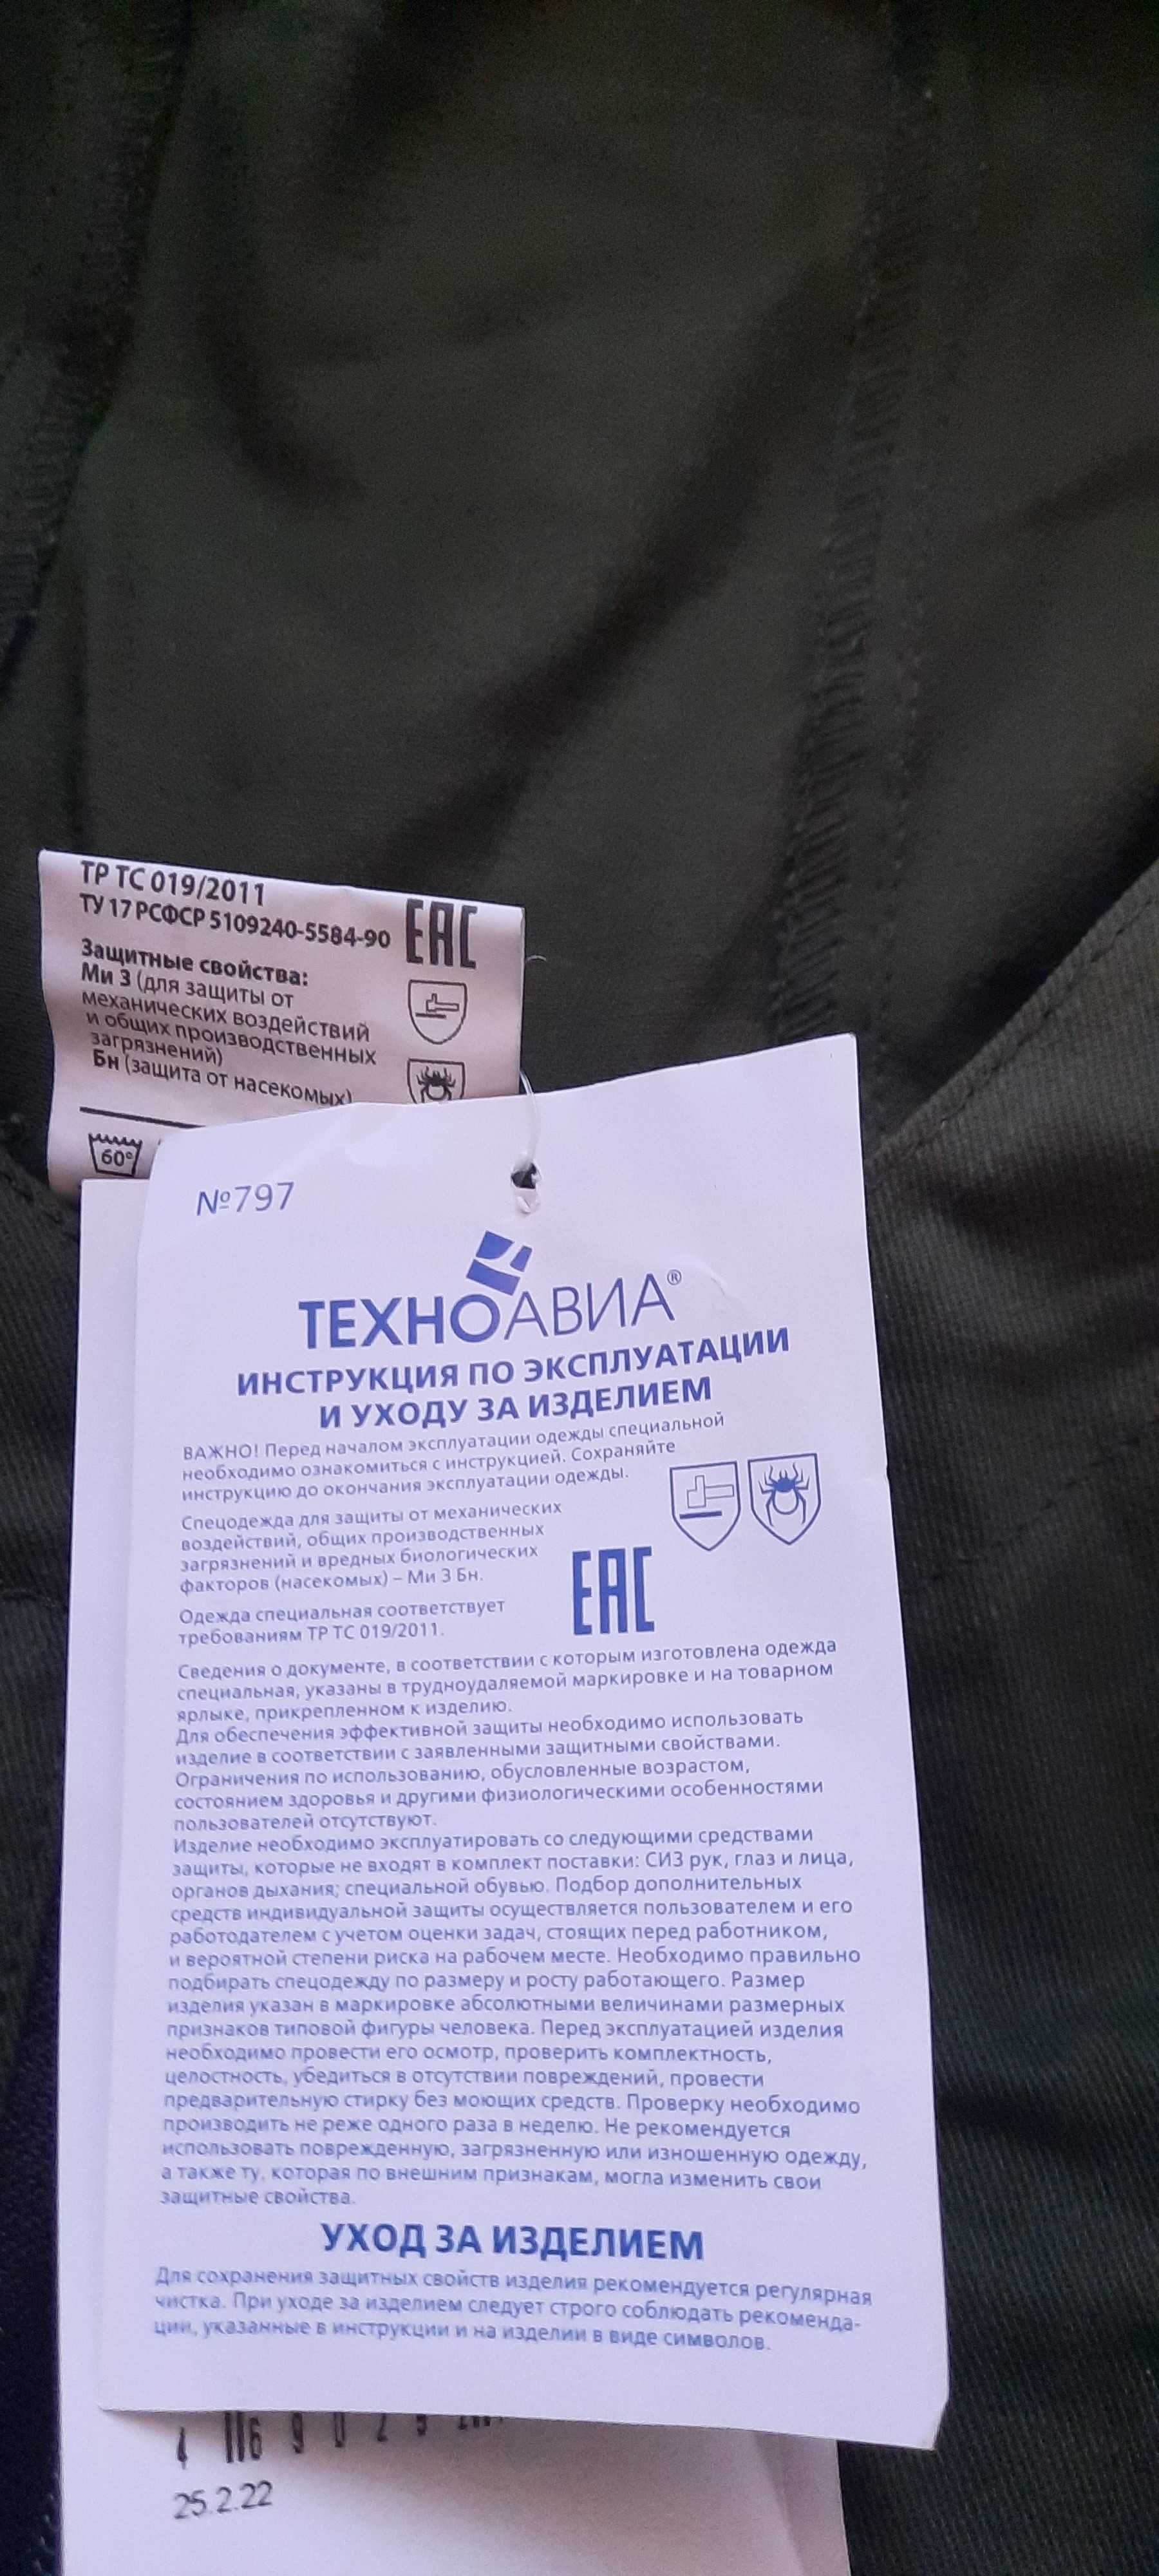 ТР ТС 019/2011
ТУ 17 РСФСР 5109240-5584-90
ЕАС
Защитные свойства:
Ми З (для защиты от
механических воздействий
и общих производственных
загрязнений)
Бн (защита от насекомых)
60°
№797
ТЕХНОАВИА®
ИНСТРУКЦИЯ ПО ЭКСПЛУАТАЦИИ
И УХОДУ ЗА ИЗДЕЛИЕМ
ВАЖНО! Перед началом эксплуатации одежды специальной
необходимо ознакомиться с инструкцией. Сохраняйте
инструкцию до окончания эксплуатации одежды.
Спецодежда для защиты от механических
воздействий, общих производственных
загрязнений и вредных биологических
факторов (насекомых) – Ми З Бн.
ЕАС
Одежда специальная соответствует
требованиям ТР ТС 019/2011.
Сведения о документе, в соответствии с которым изготовлена одежда
специальная, указаны в трудноудаляемой маркировке и на товарном
ярлыке, прикрепленном к изделию.
Для обеспечения эффективной защиты необходимо использовать
изделие в соответствии с заявленными защитными свойствами.
Ограничения по использованию, обусловленные возрастом,
состоянием здоровья и другими физиологическими особенностями
пользователей отсутствуют.
Изделие необходимо эксплуатировать со следующими средствами
защиты, которые не входят в комплект поставки: СИЗ рук, глаз и лица,
органов дыхания; специальной обувью. Подбор дополнительных
средств индивидуальной защиты осуществляется пользователем и его
работодателем с учетом оценки задач, стоящих перед работником,
и вероятной степени риска на рабочем месте. Необходимо правильно
подбирать спецодежду по размеру и росту работающего. Размер
изделия указан в маркировке абсолютными величинами размерных
признаков типовой фигуры человека. Перед эксплуатацией изделия
необходимо провести его осмотр, проверить комплектность,
целостность, убедиться в отсутствии повреждений, провести
предварительную стирку без моющих средств. Проверку необходимо
производить не реже одного раза в неделю. Не рекомендуется
использовать поврежденную, загрязненную или изношенную одежду,
а также ту, которая по внешним признакам, могла изменить свои
защитные свойства.
УХОД ЗА ИЗДЕЛИЕМ
Для сохранения защитных свойств изделия рекомендуется регулярная
чистка. При уходе за изделием следует строго соблюдать рекоменда-
ции, указанные в инструкции и на изделии в виде символов.
25.2.22